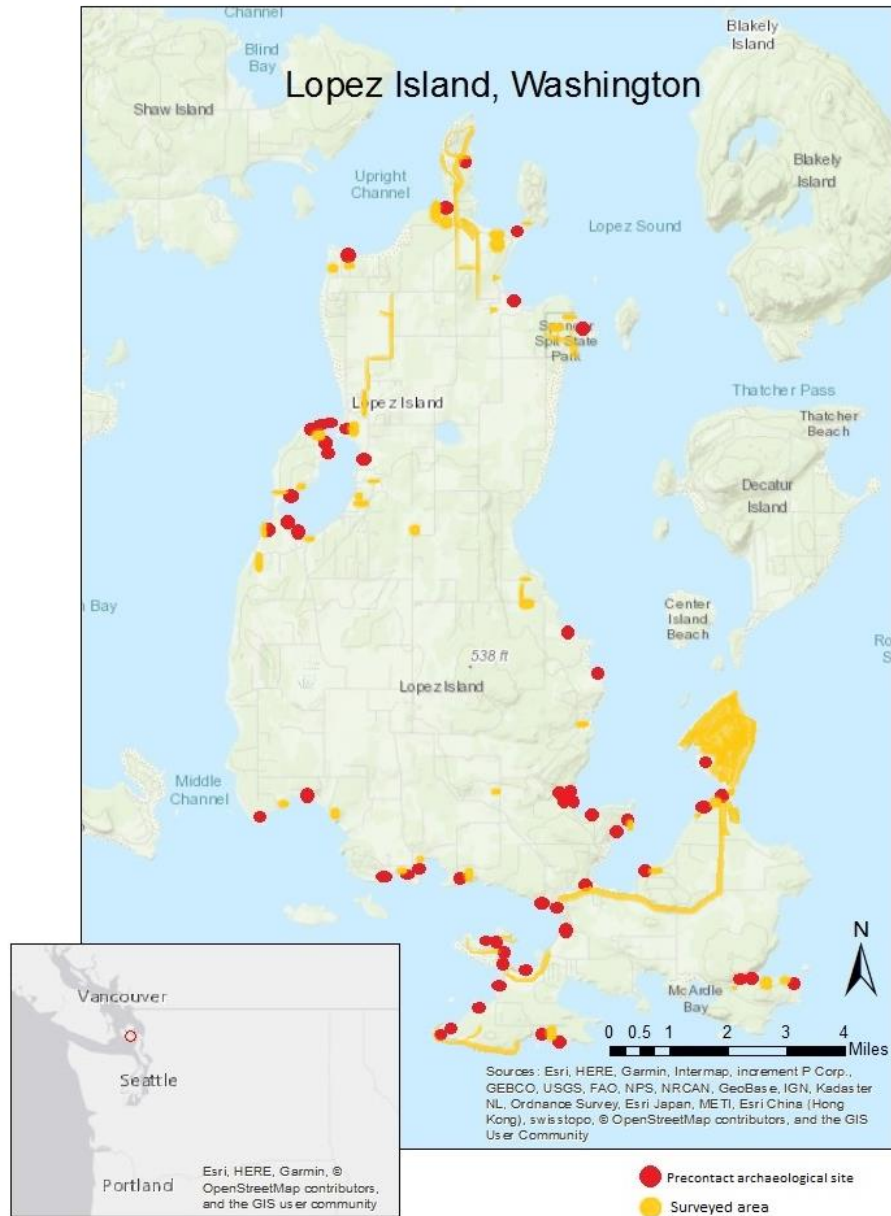 Channel
Blind
Bay
Blakely
Island
Lopez Island, Washington
Shaw Island
Upright
Channel
Blakely
Island
Lopez Sound
Spencer
Spit State
Park
Thatcher Pass
Lopez Island
Thatcher
Beach
Decatur
Island
Bay
Center
Island
Beach
Ro
S
538 ft
Lopez Island
Middle
Channel
N
McArdle
Bay
0 0.5 1 2 3 4
Miles
Sources: Esri, HERE, Garmin, Intermap, increment P Corp.,
GEBCO, USGS, FAO, NPS, NRCAN, GeoBase, IGN, Kadaster
NL, Ordnance Survey, Esri Japan, METI, Esri China (Hong
Kong), swisstopo, © OpenStreetMap contributors, and the GIS
User Community
Vancouver
Seattle
Portland
Esri, HERE, Garmin, ©
OpenStreetMap contributors,
and the GIS user community
Precontact archaeological site
Surveyed area